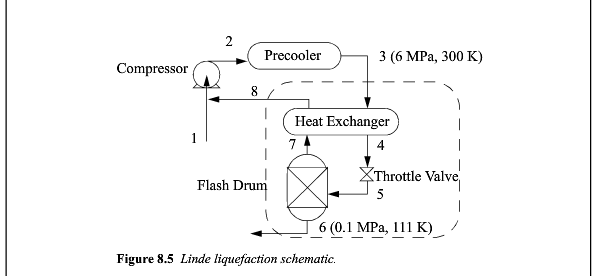 2
Precooler
3 (6 MPa, 300 K)
Compressor
8
Heat Exchanger
1
7
4
Throttle Valve
Flash Drum
5
6 (0.1 MPa, 111 K)
Figure 8.5 Linde liquefaction schematic.